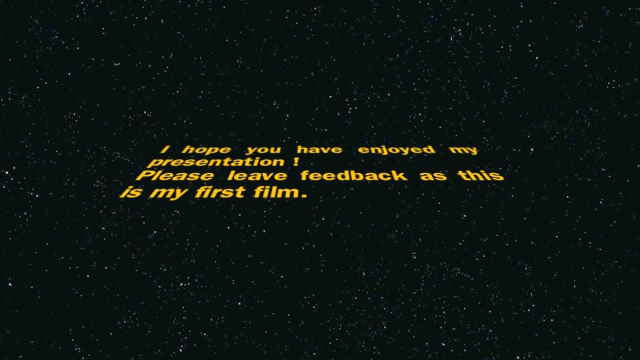 I hope you have enjoyed my
presentation !
Please leave feedback as this
is my first film.